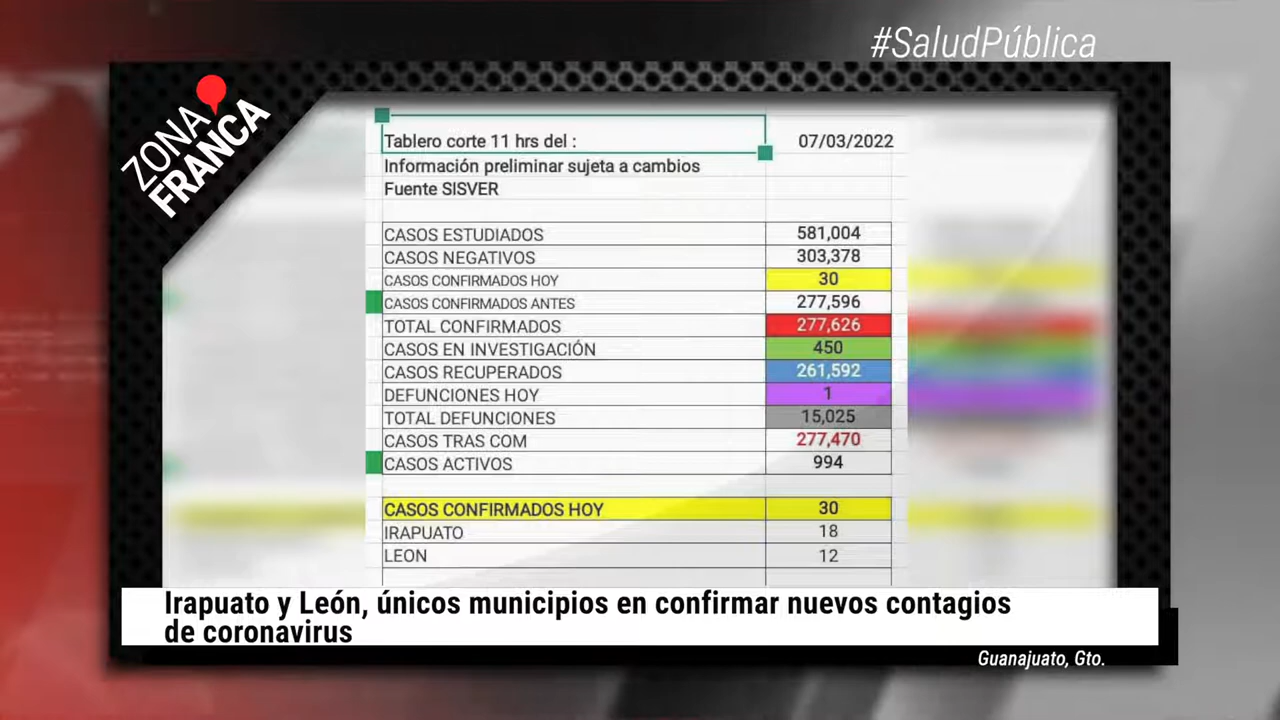 #SaludPública
ZONA
FRANCA
Tablero corte 11 hrs del : 07/03/2022
Información preliminar sujeta a cambios
Fuente SISVER
CASOS ESTUDIADOS 581,004
CASOS NEGATIVOS 303,378
CASOS CONFIRMADOS HOY 30
CASOS CONFIRMADOS ANTES 277,596
TOTAL CONFIRMADOS 277,626
CASOS EN INVESTIGACIÓN 450
CASOS RECUPERADOS 261,592
DEFUNCIONES HOY 1
TOTAL DEFUNCIONES 15,025
CASOS TRAS COM 277,470
CASOS ACTIVOS 994
CASOS CONFIRMADOS HOY 30
IRAPUATO 18
LEON 12
Irapuato y León, únicos municipios en confirmar nuevos contagios
de coronavirus
Guanajuato, Gto.